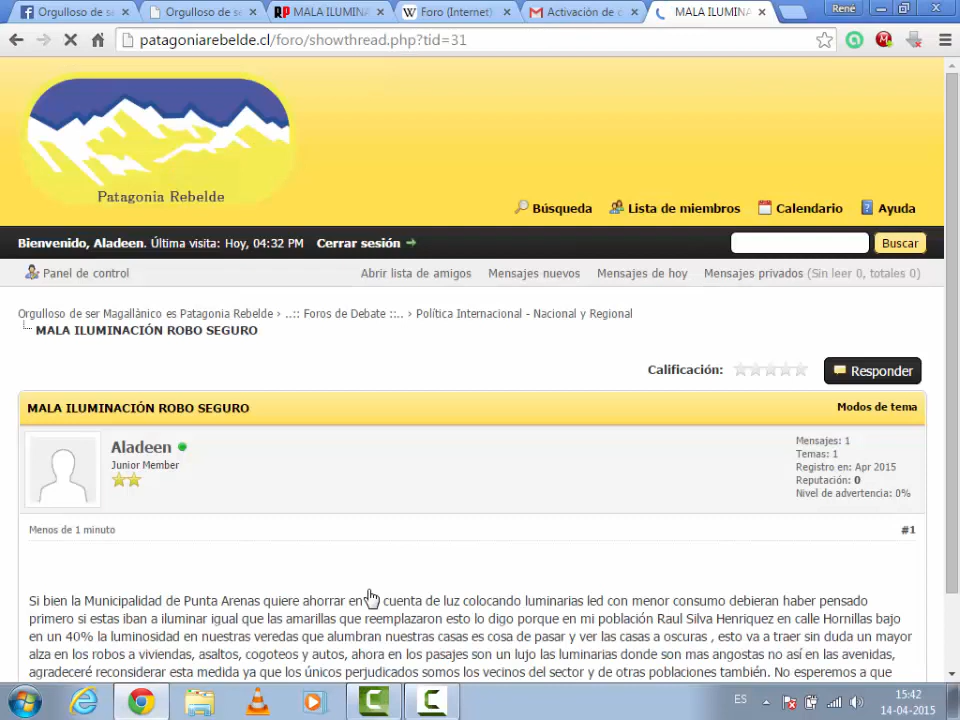 Orgulloso de s
Orgulloso de se
MALA ILUMIN
Foro (Internet)
Activación de c
MALA ILUMIN
René
patagoniarebelde.cl/foro/showthread.php?tid=31
Patagonia Rebelde
Búsqueda Lista de miembros Calendario Ayuda
Bienvenido, Aladeen. Última visita: Hoy, 04:32 PM Cerrar sesión Buscar
Panel de control Abrir lista de amigos Mensajes nuevos Mensajes de hoy Mensajes privados (Sin leer 0, totales 0)
Orgulloso de ser Magallànico es Patagonia Rebelde › ..:: Foros de Debate ::.. › Política Internacional - Nacional y Regional
MALA ILUMINACIÓN ROBO SEGURO
Calificación: Responder
MALA ILUMINACIÓN ROBO SEGURO Modos de tema
Aladeen
Junior Member
Mensajes: 1
Temas: 1
Registro en: Apr 2015
Reputación: 0
Nivel de advertencia: 0%
Menos de 1 minuto #1
Si bien la Municipalidad de Punta Arenas quiere ahorrar en cuenta de luz colocando luminarias led con menor consumo debieran haber pensado
primero si estas iban a iluminar igual que las amarillas que reemplazaron esto lo digo porque en mi población Raul Silva Henriquez en calle Hornillas bajo
en un 40% la luminosidad en nuestras veredas que alumbran nuestras casas es cosa de pasar y ver las casas a oscuras , esto va a traer sin duda un mayor
alza en los robos a viviendas, asaltos, cogoteos y autos, ahora en los pasajes son un lujo las luminarias donde son mas angostas no así en las avenidas,
agradeceré reconsiderar esta medida ya que los únicos perjudicados somos los vecinos del sector y de otras poblaciones también. No esperemos a que
ES
15:42
14-04-2015